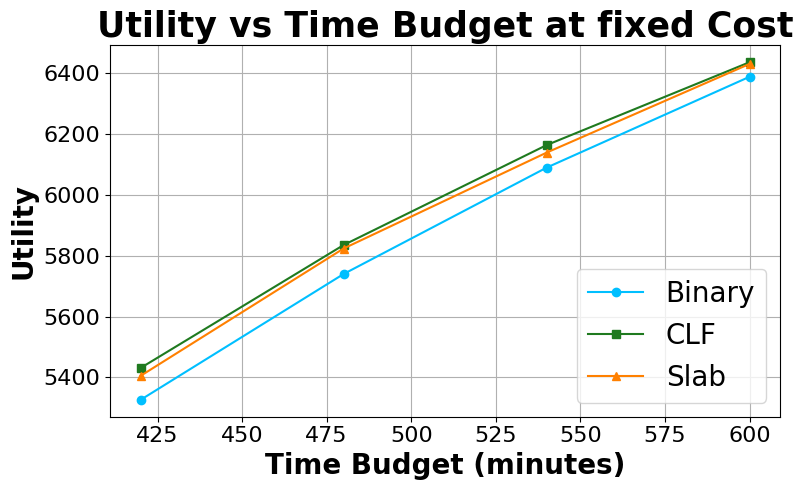 Utility vs Time Budget at fixed Cost
Utility
6400
6200
6000
5800
5600
5400
Binary
CLF
Slab
425 450 475 500 525 550 575 600
Time Budget (minutes)